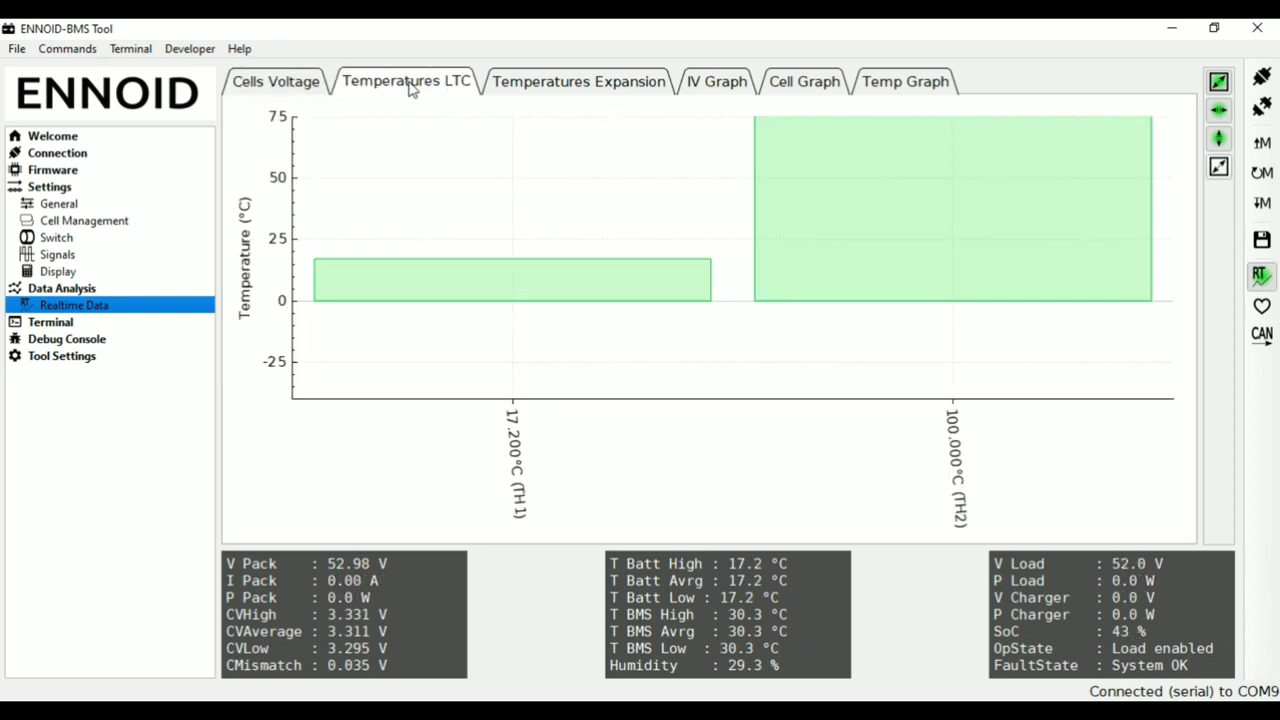 ENNOID-BMS Tool
File Commands Terminal Developer Help
ENNOID
Welcome
Connection
Firmware
Settings
General
Cell Management
Switch
Signals
Display
Data Analysis
RT Realtime Data
Terminal
Debug Console
Tool Settings
Cells Voltage Temperatures LTC Temperatures Expansion IV Graph Cell Graph Temp Graph
Temperature (°C)
75
50
25
0
-25
17.200°C (TH1)
100.000°C (TH2)
V Pack : 52.98 V
I Pack : 0.00 A
P Pack : 0.0 W
CVHigh : 3.331 V
CVAverage : 3.311 V
CVLow : 3.295 V
CMismatch : 0.035 V
T Batt High : 17.2 °C
T Batt Avrg : 17.2 °C
T Batt Low : 17.2 °C
T BMS High : 30.3 °C
T BMS Avrg : 30.3 °C
T BMS Low : 30.3 °C
Humidity : 29.3 %
V Load : 52.0 V
P Load : 0.0 W
V Charger : 0.0 V
P Charger : 0.0 W
SoC : 43 %
OpState : Load enabled
FaultState : System OK
↑M
↻M
↓M
RT
CAN
Connected (serial) to COM9